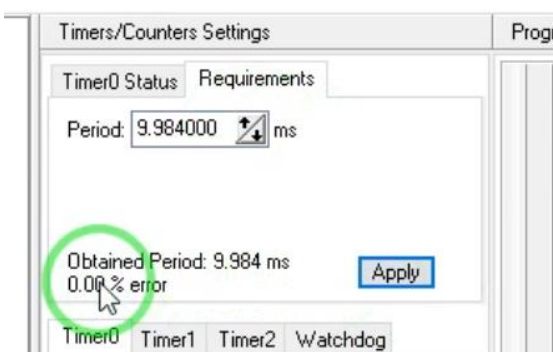 Timers/Counters Settings
Timer0 Status Requirements
Period: 9.984000 ms
Obtained Period: 9.984 ms
0.00 % error
Apply
Timer0 Timer1 Timer2 Watchdog